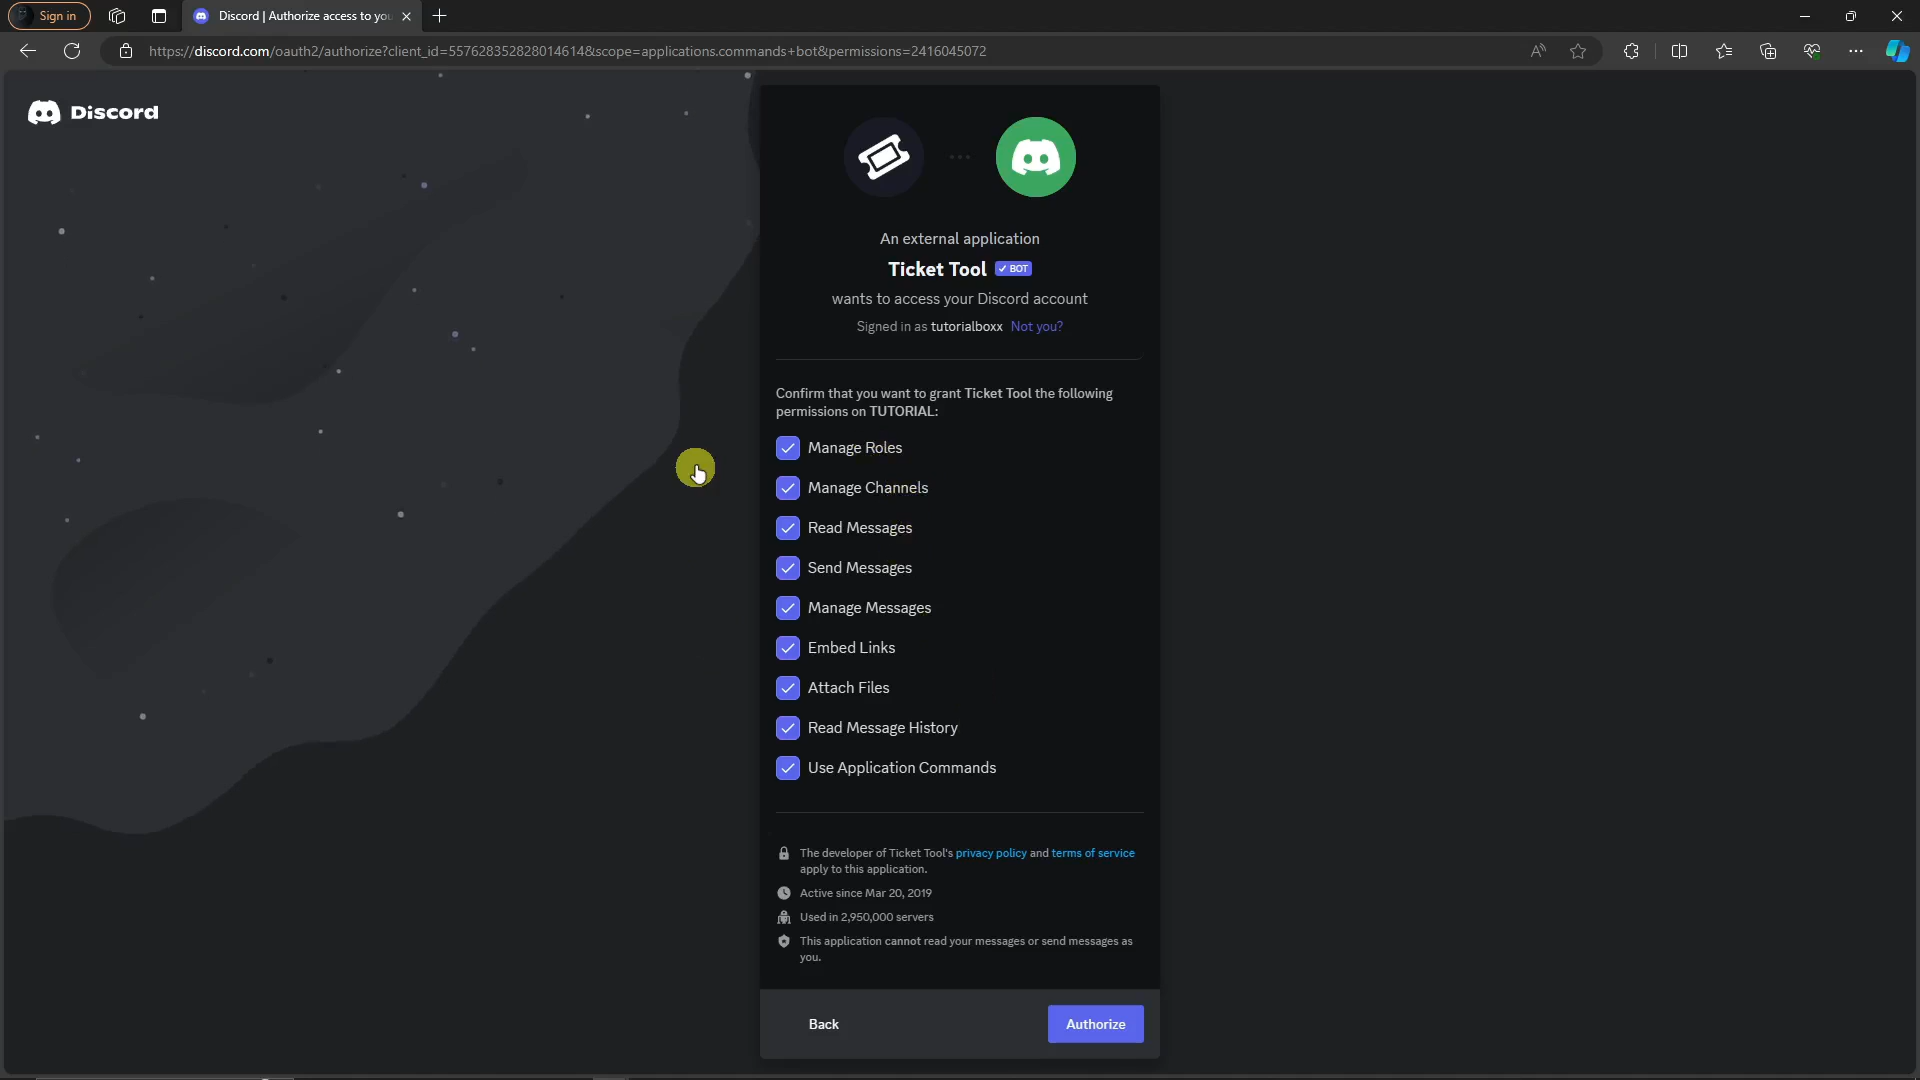 Sign in
Discord | Authorize access to you
https://discord.com/oauth2/authorize?client_id=557628352828014614&scope=applications.commands+bot&permissions=2416045072
Discord
An external application
Ticket Tool BOT
wants to access your Discord account
Signed in as tutorialboxx Not you?
Confirm that you want to grant Ticket Tool the following
permissions on TUTORIAL:
Manage Roles
Manage Channels
Read Messages
Send Messages
Manage Messages
Embed Links
Attach Files
Read Message History
Use Application Commands
The developer of Ticket Tool's privacy policy and terms of service
apply to this application.
Active since Mar 20, 2019
Used in 2,950,000 servers
This application cannot read your messages or send messages as
you.
Back
Authorize